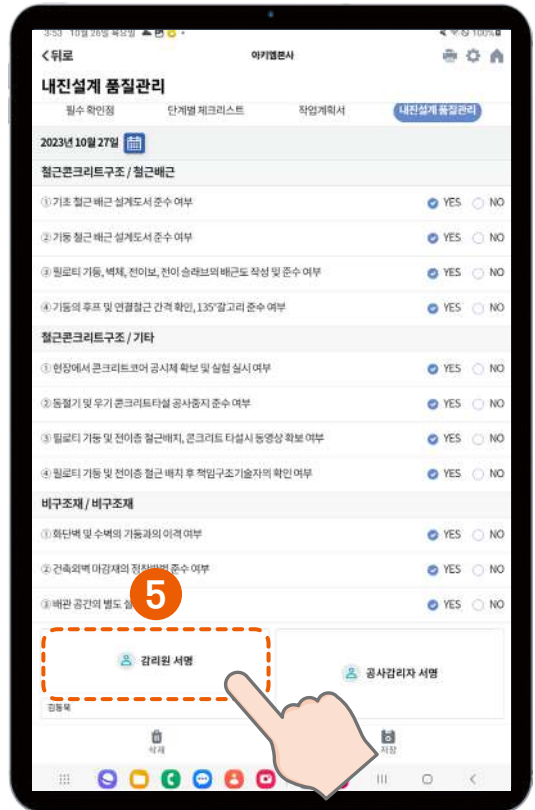 3:53 10월 26일 목요일
100%
<뒤로 아키엠본사
내진설계 품질관리
필수 확인점 단계별 체크리스트 작업계획서 내진설계 품질관리
2023년 10월 27일
철근콘크리트구조 / 철근배근
① 기초 철근 배근 설계도서 준수 여부 YES NO
② 기둥 철근 배근 설계도서 준수 여부 YES NO
③ 필로티 기둥, 벽체, 전이보, 전이 슬래브의 배근도 작성 및 준수 여부 YES NO
④ 기둥의 후프 및 연결철근 간격 확인, 135°갈고리 준수 여부 YES NO
철근콘크리트구조 / 기타
① 현장에서 콘크리트코어 공시체 확보 및 실험 실시 여부 YES NO
② 동절기 및 우기 콘크리트타설 공사중지 준수 여부 YES NO
③ 필로티 기둥 및 전이층 철근배치, 콘크리트 타설시 동영상 확보 여부 YES NO
④ 필로티 기둥 및 전이층 철근 배치 후 책임구조기술자의 확인 여부 YES NO
비구조재 / 비구조재
① 화단벽 및 수벽의 기둥과의 이격 여부 YES NO
② 건축외벽 마감재의 준수 여부 YES NO
③ 배관 공간의 별도 YES NO
5
감리원 서명
공사감리자 서명
김동욱
삭제 저장